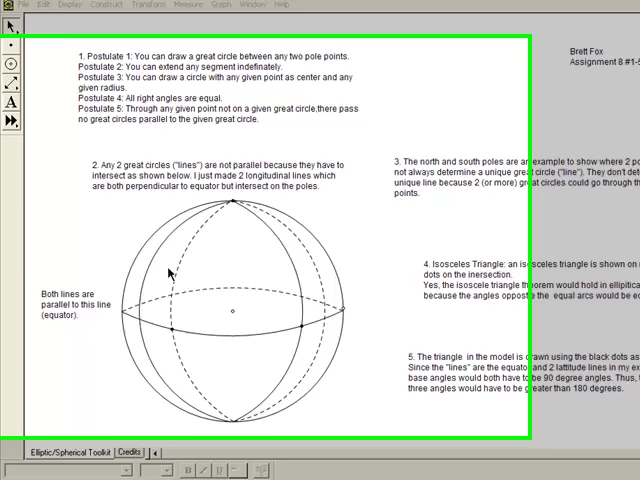 File Edit Display Construct Transform Measure Graph Window Help
Brett Fox
Assignment 8 #1-5
1. Postulate 1: You can draw a great circle between any two pole points.
Postulate 2: You can extend any segment indefinately.
Postulate 3: You can draw a circle with any given point as center and any
given radius.
Postulate 4: All right angles are equal.
Postulate 5: Through any given point not on a given great circle,there pass
no great circles parallel to the given great circle.
2. Any 2 great circles ("lines") are not parallel because they have to
intersect as shown below. I just made 2 longitudinal lines which
are both perpendicular to equator but intersect on the poles.
3. The north and south poles are an example to show where 2 po
not always determine a unique great circle ("line"). They don't det
unique line because 2 (or more) great circles could go through th
points.
4. Isosceles Triangle: an isosceles triangle is shown on
dots on the inersection.
Yes, the isoscele triangle theorem would hold in ellipitica
because the angles opposite the equal arcs would be e
Both lines are
parallel to this line
(equator).
5. The triangle in the model is drawn using the black dots as
Since the "lines" are the equator and 2 lattitude lines in my ex
base angles would both have to be 90 degree angles. Thus,
three angles would have to be greater than 180 degrees.
Elliptic/Spherical Toolkit Credits
A
B I U